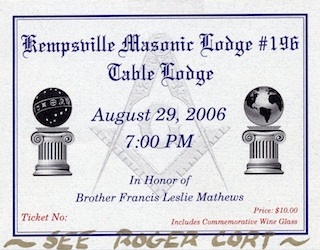 Kempsville Masonic Lodge #196
Table Lodge
August 29, 2006
7:00 PM
In Honor of
Brother Francis Leslie Mathews
Ticket No:
Price: $10.00
Includes Commemorative Wine Glass
~ SEE ROGER CORT ~